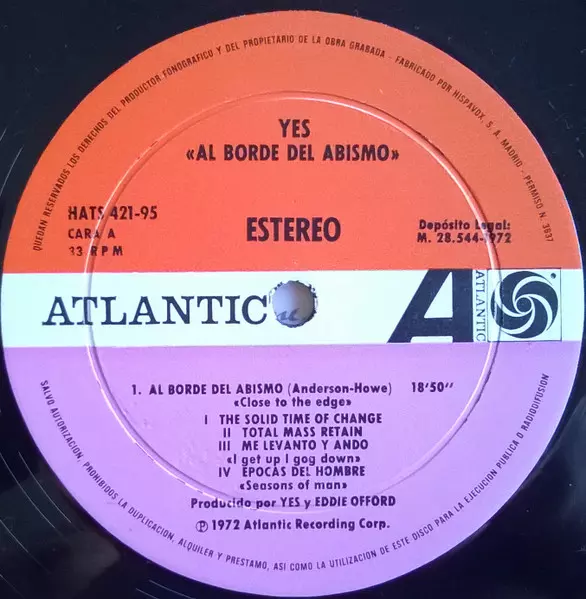 QUEDAN RESERVADOS LOS DERECHOS DEL PRODUCTOR FONOGRAFICO Y DEL PROPIETARIO DE LA OBRA GRABADA - FABRICADO POR HISPAVOX, S. A. MADRID - PERMISO N. 3637
YES
«AL BORDE DEL ABISMO»
HATS 421-95
CARA A
33 RPM
ESTEREO
Depósito Legal:
M. 28.544-1972
ATLANTIC
A
ATLANTIC
1. AL BORDE DEL ABISMO (Anderson-Howe) 18'50''
«Close to the edge»
I THE SOLID TIME OF CHANGE
II TOTAL MASS RETAIN
III ME LEVANTO Y ANDO
«I get up I gog down»
IV EPOCAS DEL HOMBRE
«Seasons of man»
Producido por YES y EDDIE OFFORD
Ⓟ 1972 Atlantic Recording Corp.
SALVO AUTORIZACION, PROHIBIDOS LA DUPLICACION, ALQUILER Y PRESTAMO, ASI COMO LA UTILIZACION DE ESTE DISCO PARA LA EJECUCION PUBLICA O RADIODIFUSION